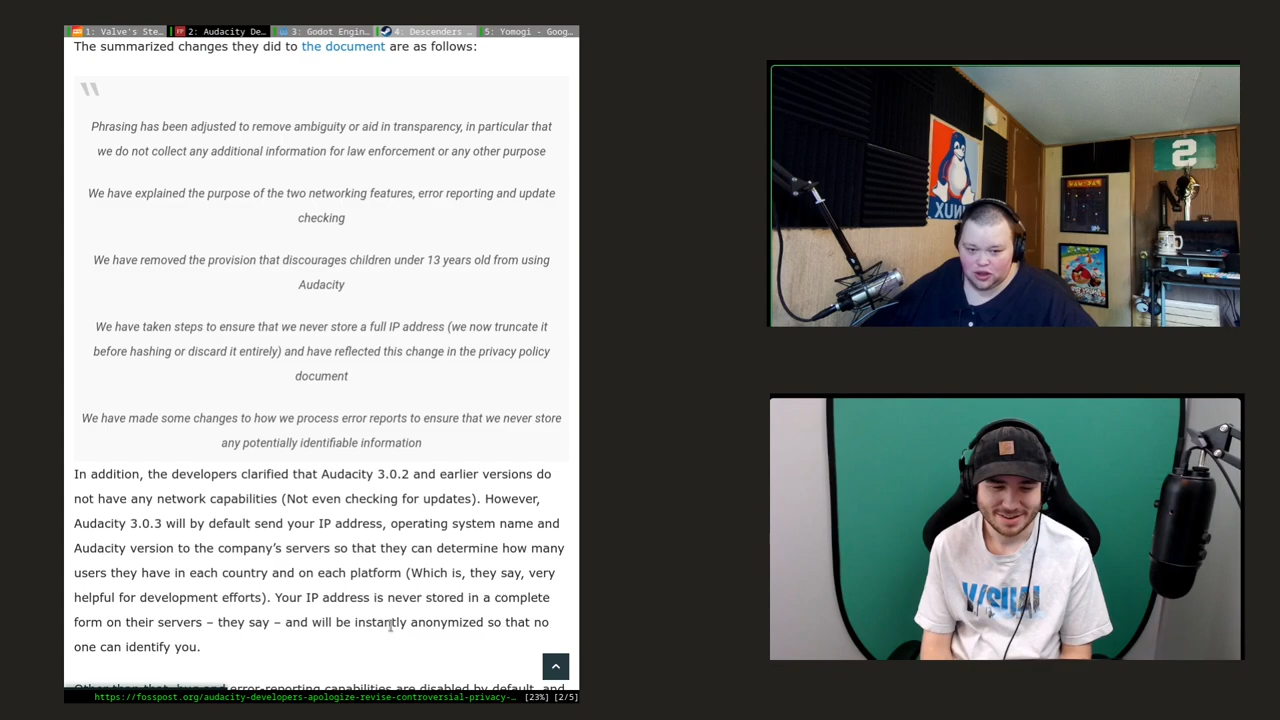 1: Valve's Ste…
2: Audacity De…
3: Godot Engin…
4: Descenders …
5: Yomogi - Goog…
The summarized changes they did to the document are as follows:
Phrasing has been adjusted to remove ambiguity or aid in transparency, in particular that
we do not collect any additional information for law enforcement or any other purpose
We have explained the purpose of the two networking features, error reporting and update
checking
We have removed the provision that discourages children under 13 years old from using
Audacity
We have taken steps to ensure that we never store a full IP address (we now truncate it
before hashing or discard it entirely) and have reflected this change in the privacy policy
document
We have made some changes to how we process error reports to ensure that we never store
any potentially identifiable information
In addition, the developers clarified that Audacity 3.0.2 and earlier versions do
not have any network capabilities (Not even checking for updates). However,
Audacity 3.0.3 will by default send your IP address, operating system name and
Audacity version to the company's servers so that they can determine how many
users they have in each country and on each platform (Which is, they say, very
helpful for development efforts). Your IP address is never stored in a complete
form on their servers – they say – and will be instantly anonymized so that no
one can identify you.
error-reporting capabilities are disabled by default, and
https://fosspost.org/audacity-developers-apologize-revise-controversial-privacy-… [23%] [2/5]